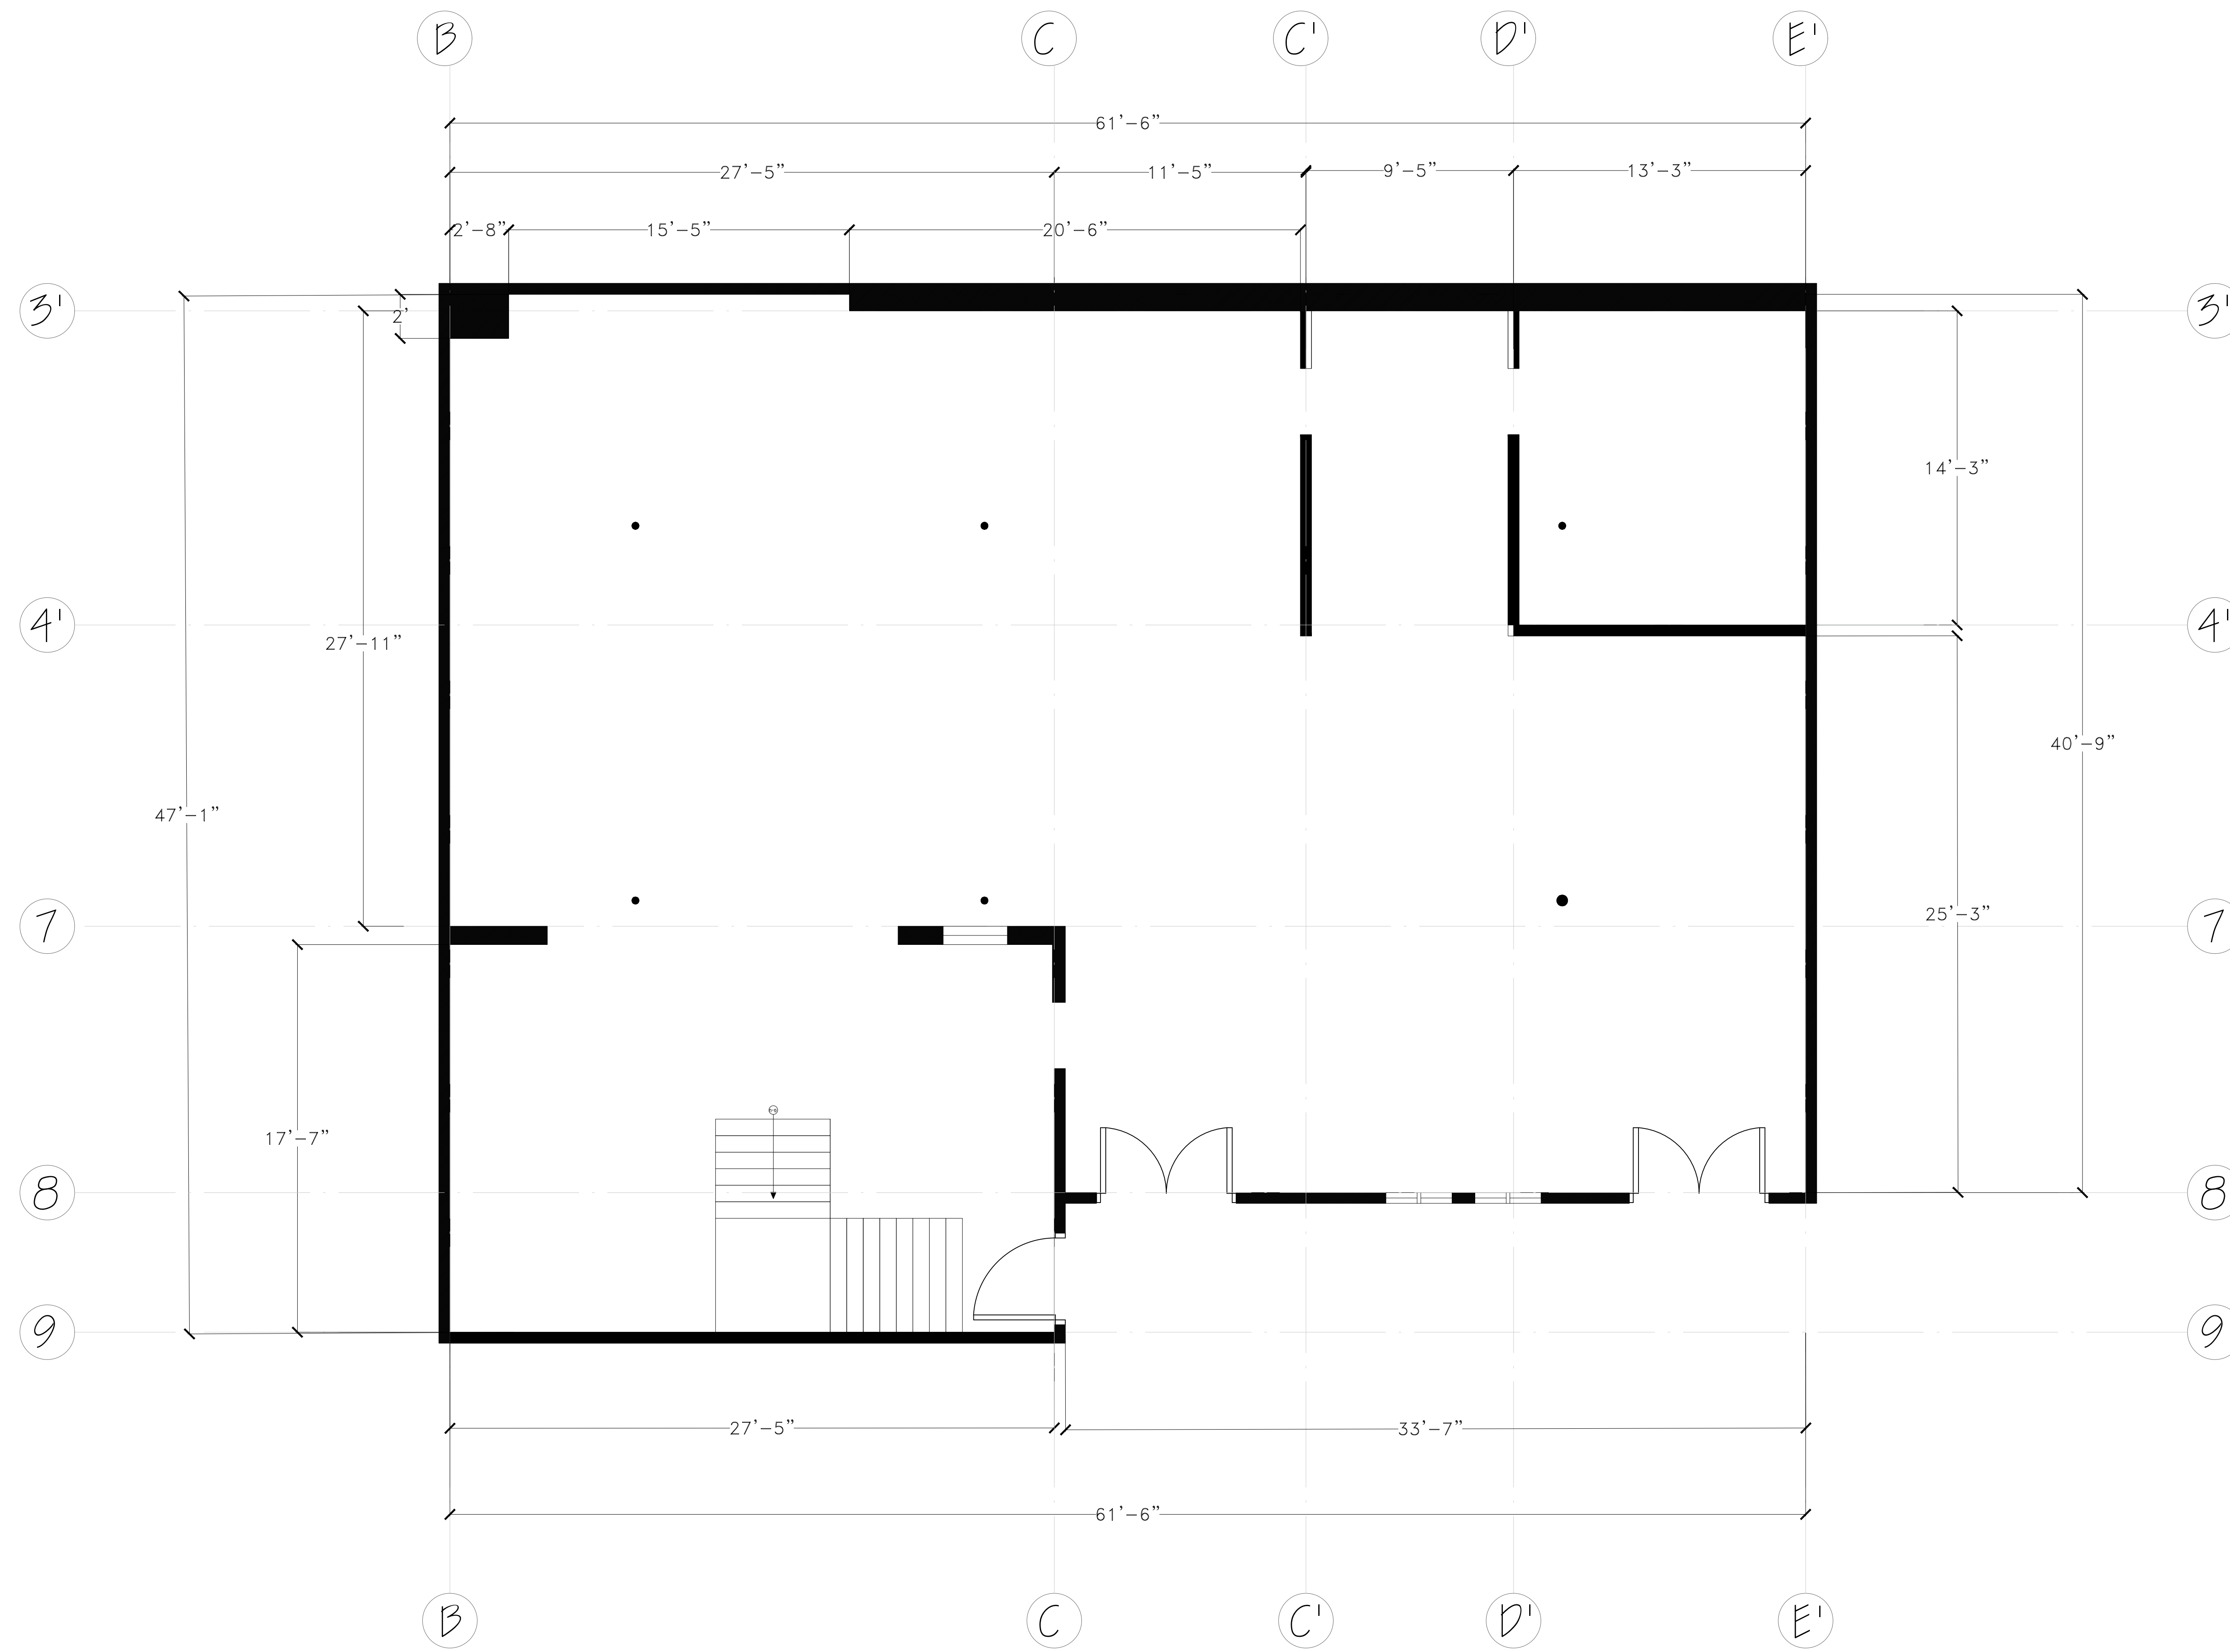 B C C' D' E'
61'-6"
27'-5" 11'-5" 9'-5" 13'-3"
2'-8" 15'-5" 20'-6"
3' 2' 3'
14'-3"
4' 4'
27'-11"
40'-9"
47'-1"
25'-3"
7 7
17'-7"
8 8
9 9
27'-5" 33'-7"
61'-6"
B C C' D' E'